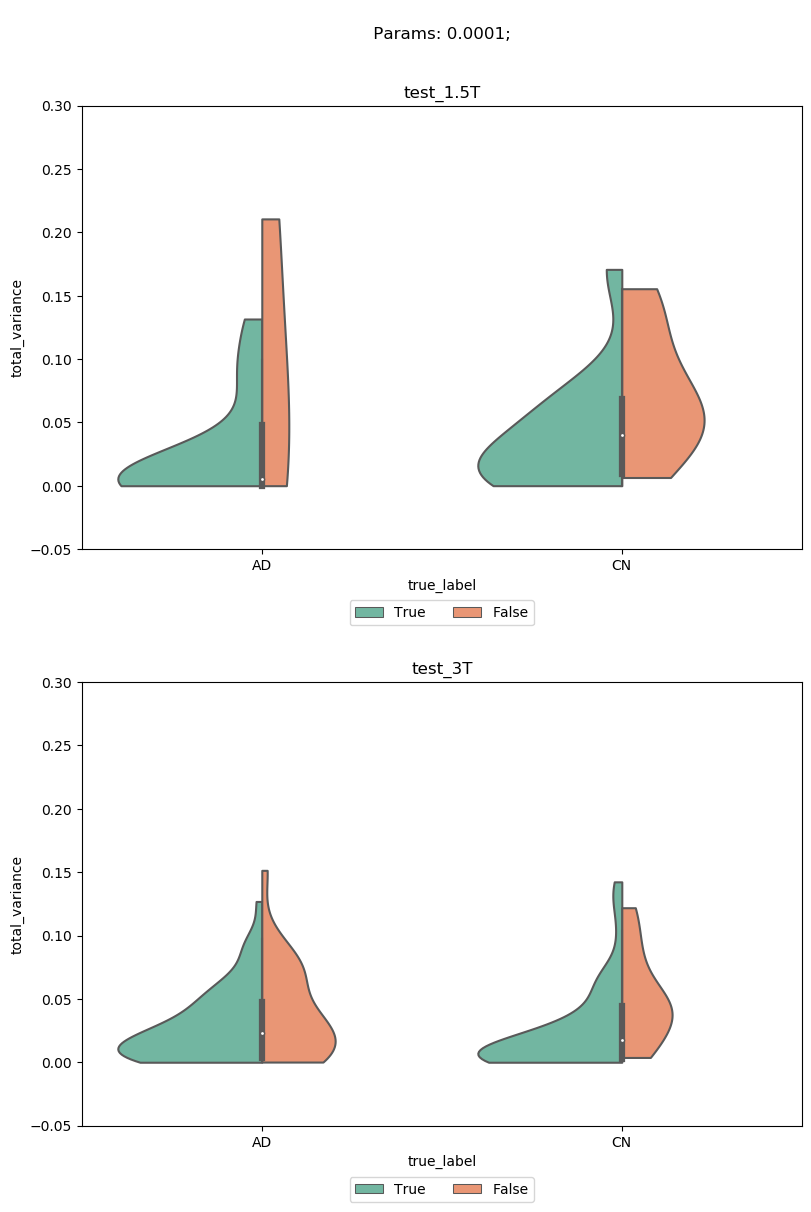 Params: 0.0001;
test_1.5T
0.30
0.25
0.20
0.15
0.10
0.05
0.00
−0.05
total_variance
AD CN
true_label
True False
test_3T
0.30
0.25
0.20
0.15
0.10
0.05
0.00
−0.05
total_variance
AD CN
true_label
True False